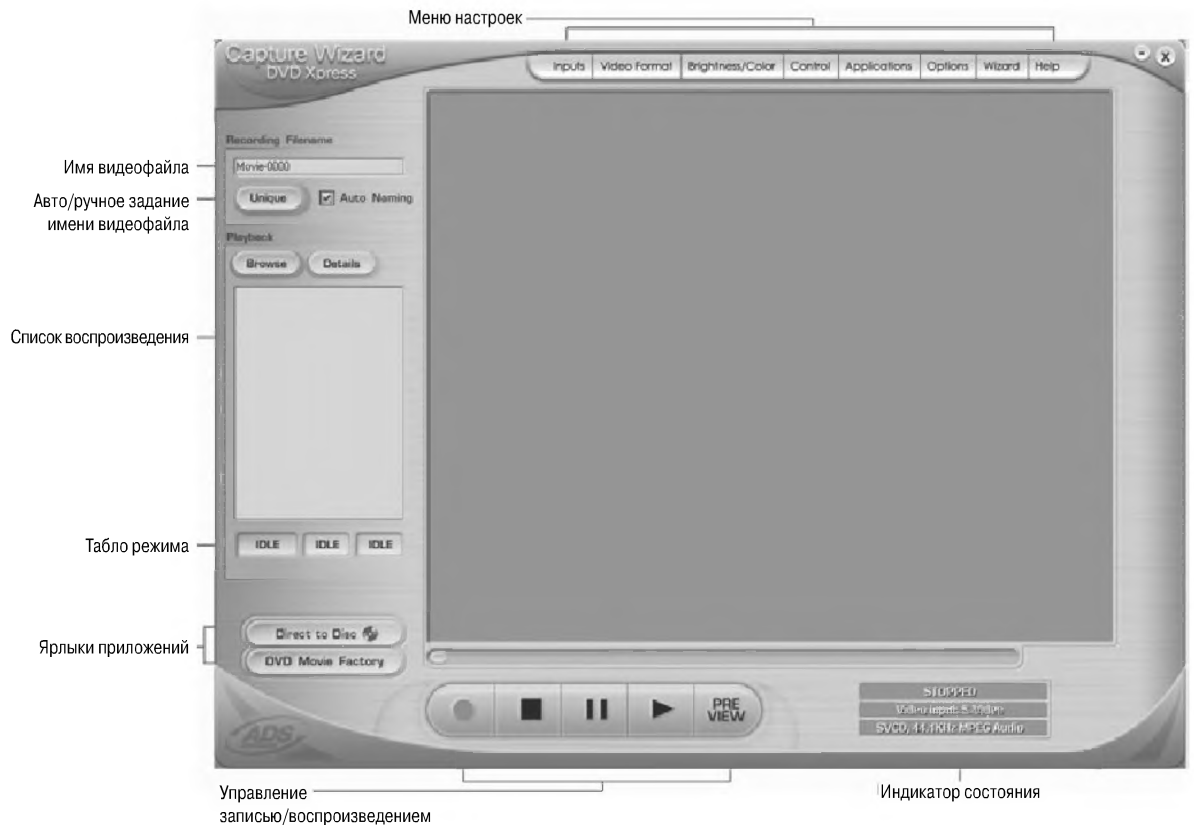 Меню настроек
Capture Wizard
DVD Xpress
Inputs Video Format Brightness/Color Control Applications Options Wizard Help
Recording Filename
Имя видеофайла
Movie-0000
Авто/ручное задание
имени видеофайла
Unique Auto Naming
Playback
Browse Details
Список воспроизведения
Табло режима
IDLE IDLE IDLE
Ярлыки приложений
Direct to Disc
DVD Movie Factory
PRE
VIEW
STOPPED
Video Input: S-Video
SVCD, 44.1KHz MPEG Audio
ADS
Управление
записью/воспроизведением
Индикатор состояния